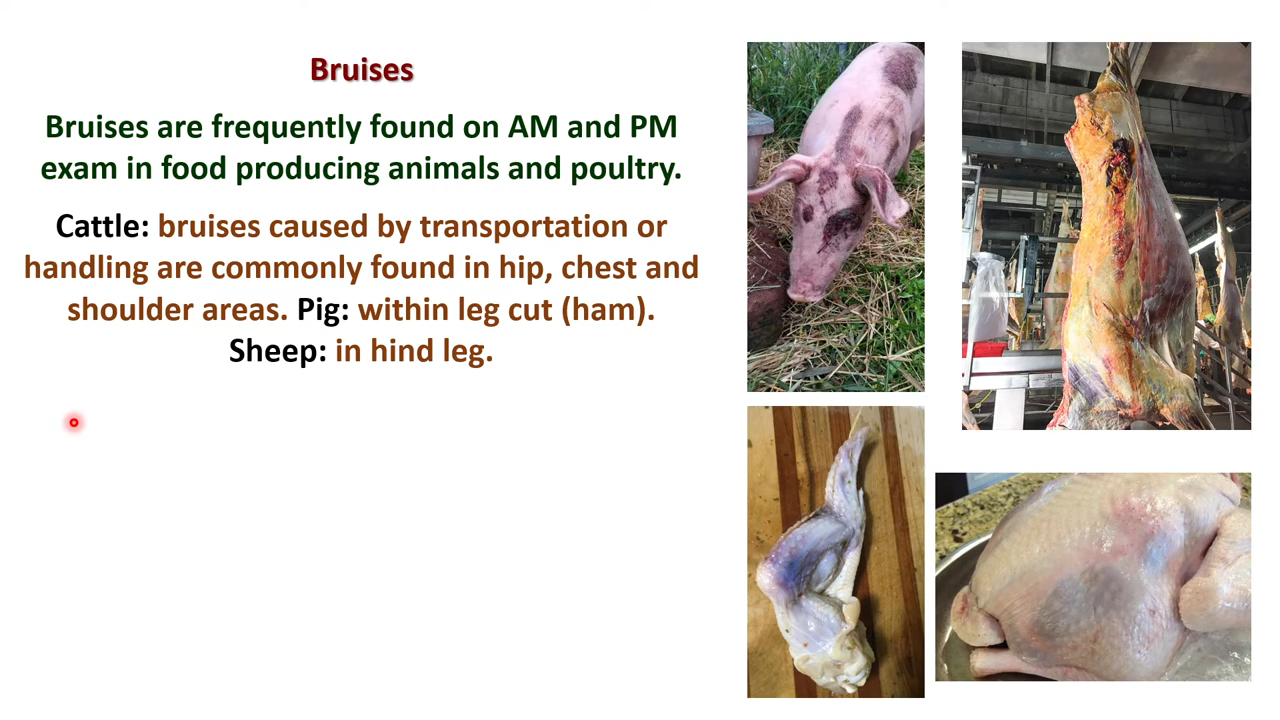 Bruises
Bruises are frequently found on AM and PM
exam in food producing animals and poultry.
Cattle: bruises caused by transportation or
handling are commonly found in hip, chest and
shoulder areas. Pig: within leg cut (ham).
Sheep: in hind leg.